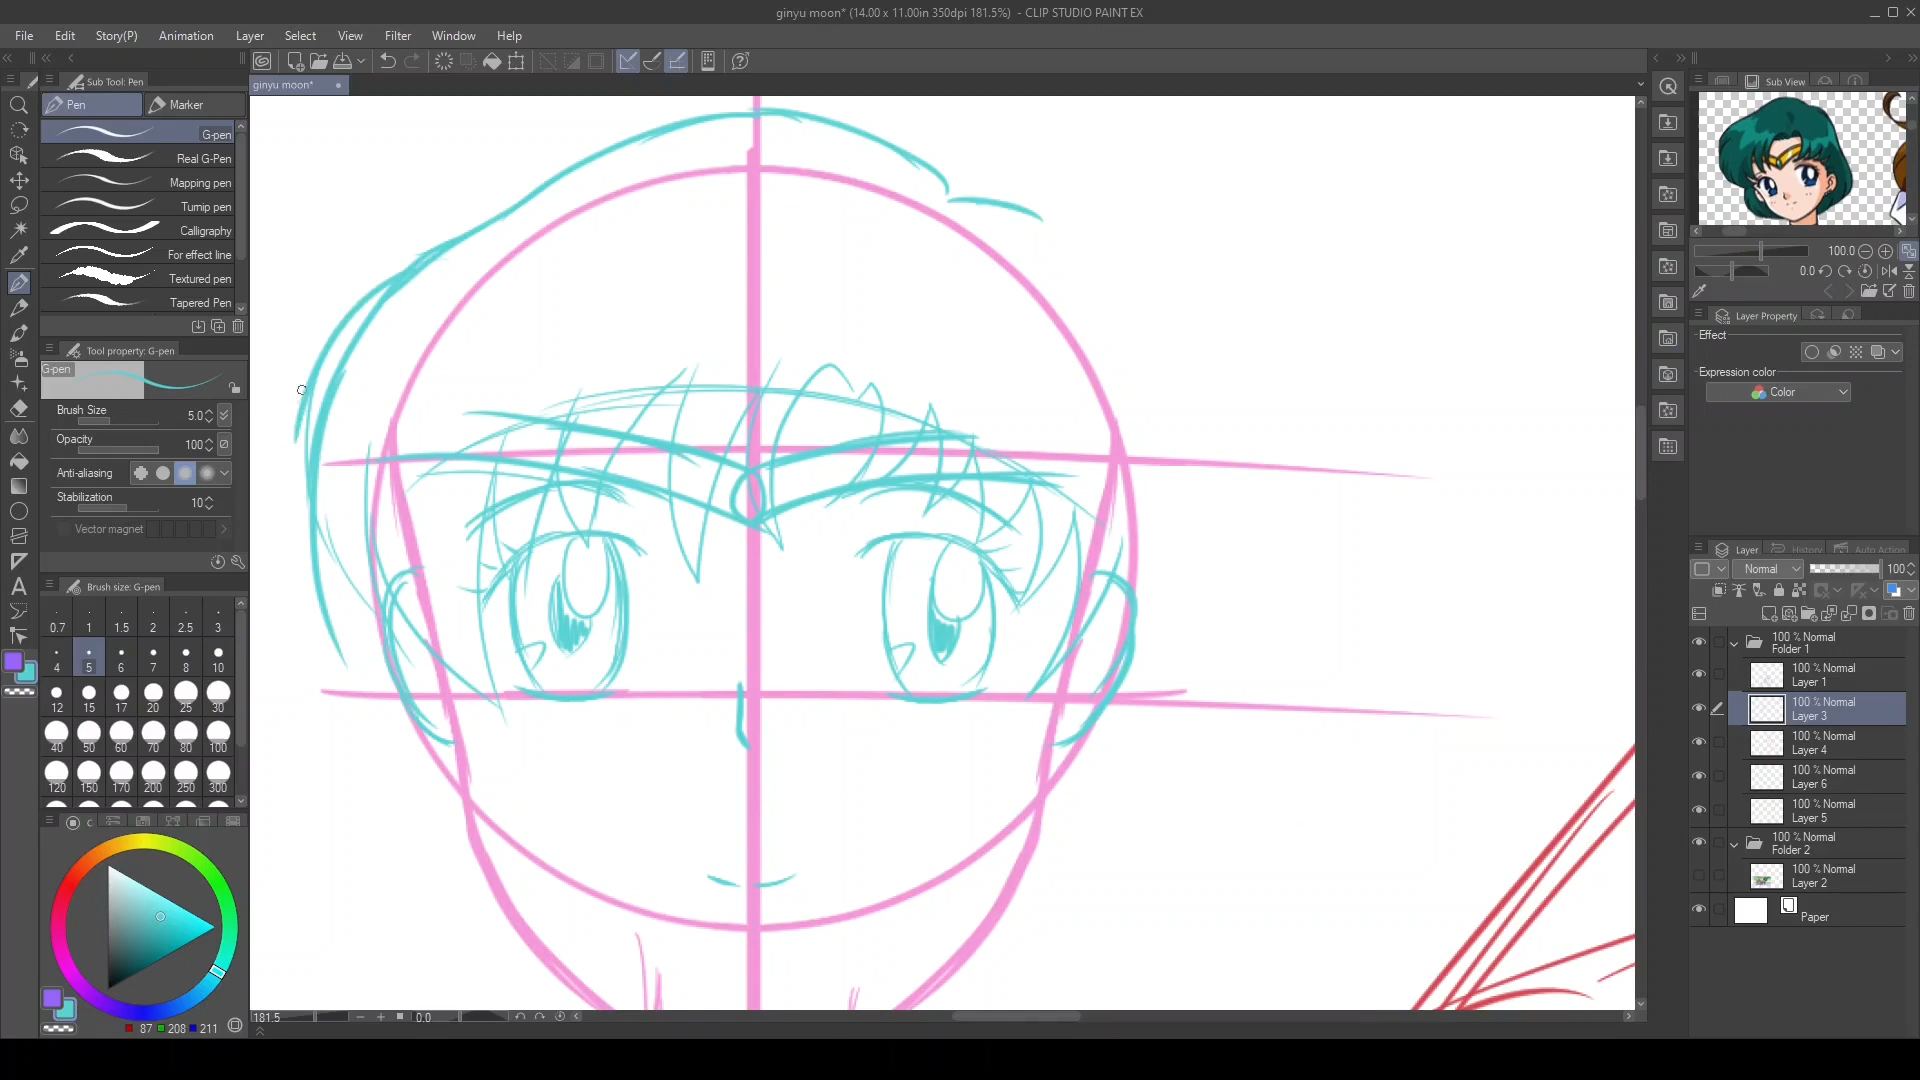 ginyu moon* (14.00 x 11.00in 350dpi 181.5%) - CLIP STUDIO PAINT EX
File Edit Story(P) Animation Layer Select View Filter Window Help
Sub Tool: Pen
ginyu moon*
Sub View
Pen Marker
G-pen
Real G-Pen
Mapping pen
Turnip pen
Calligraphy
For effect line
Textured pen
Tapered Pen
100.0
0.0
Layer Property
Effect
Expression color
Color
Tool property: G-pen
G-pen
Brush Size 5.0
Opacity 100
Anti-aliasing
Stabilization 10
Vector magnet
Brush size: G-pen
0.7 1 1.5 2 2.5 3
4 5 6 7 8 10
12 15 17 20 25 30
40 50 60 70 80 100
120 150 170 200 250 300
Layer History Auto Action
Normal 100
100 % Normal
Folder 1
100 % Normal
Layer 1
100 % Normal
Layer 3
100 % Normal
Layer 4
100 % Normal
Layer 6
100 % Normal
Layer 5
100 % Normal
Folder 2
100 % Normal
Layer 2
Paper
C
87 208 211
181.5 0.0